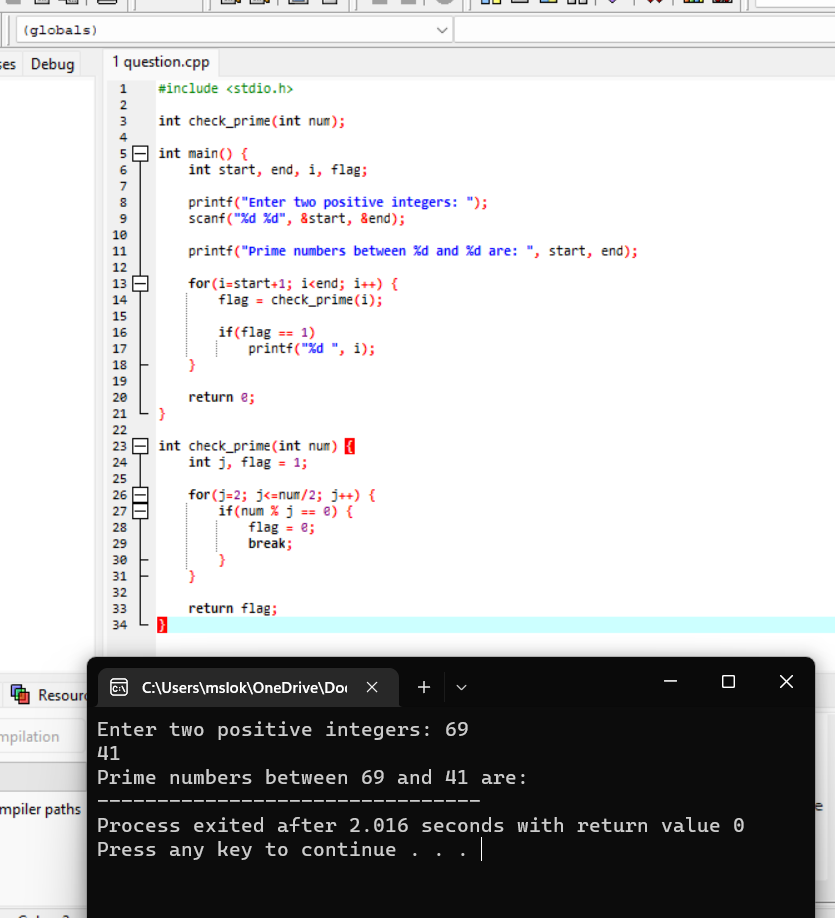 (globals)
Debug
1 question.cpp
1 #include <stdio.h>
2
3 int check_prime(int num);
4
5 int main() {
6 int start, end, i, flag;
7
8 printf("Enter two positive integers: ");
9 scanf("%d %d", &start, &end);
10
11 printf("Prime numbers between %d and %d are: ", start, end);
12
13 for(i=start+1; i<end; i++) {
14 flag = check_prime(i);
15
16 if(flag == 1)
17 printf("%d ", i);
18 }
19
20 return 0;
21 }
22
23 int check_prime(int num) {
24 int j, flag = 1;
25
26 for(j=2; j<=num/2; j++) {
27 if(num % j == 0) {
28 flag = 0;
29 break;
30 }
31 }
32
33 return flag;
34 }
C:\Users\mslok\OneDrive\Do
Enter two positive integers: 69
41
Prime numbers between 69 and 41 are:
--------------------------------
Process exited after 2.016 seconds with return value 0
Press any key to continue . . .
Resour
mpilation
mpiler paths